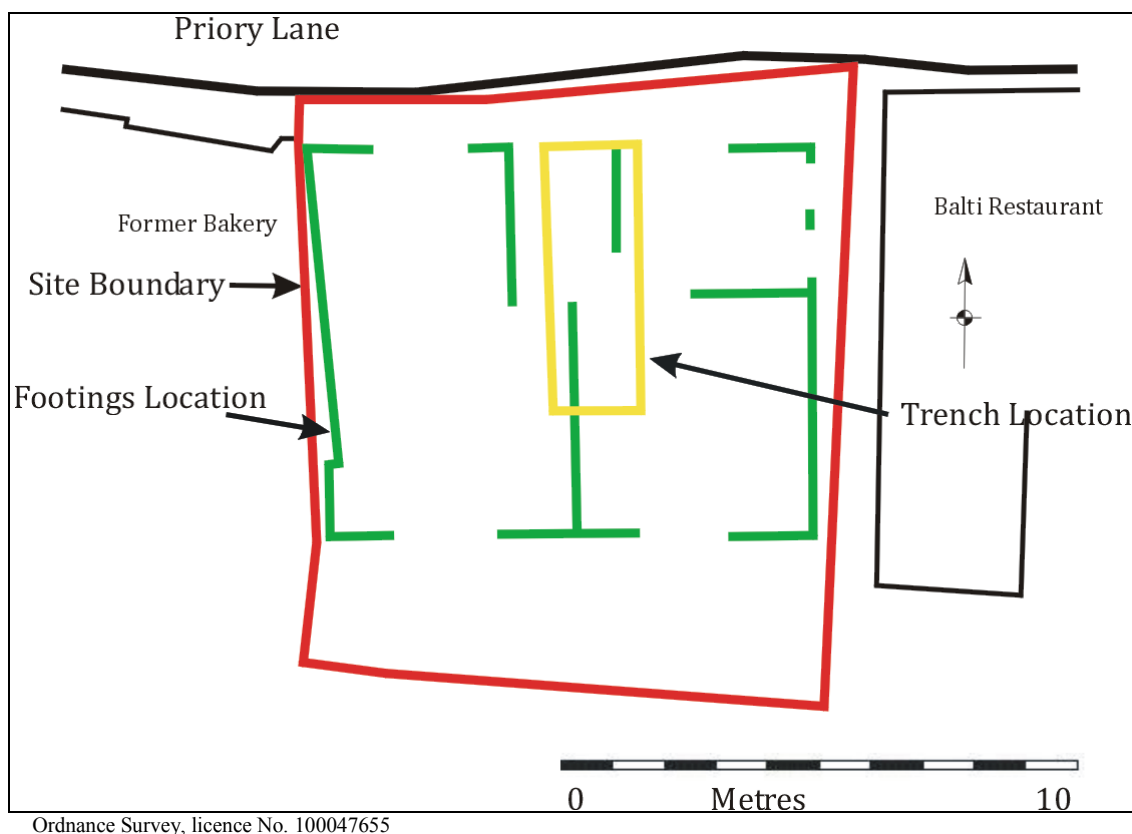 Priory Lane
Former Bakery
Balti Restaurant
Site Boundary
Footings Location
Trench Location
0 Metres 10
Ordnance Survey, licence No. 100047655